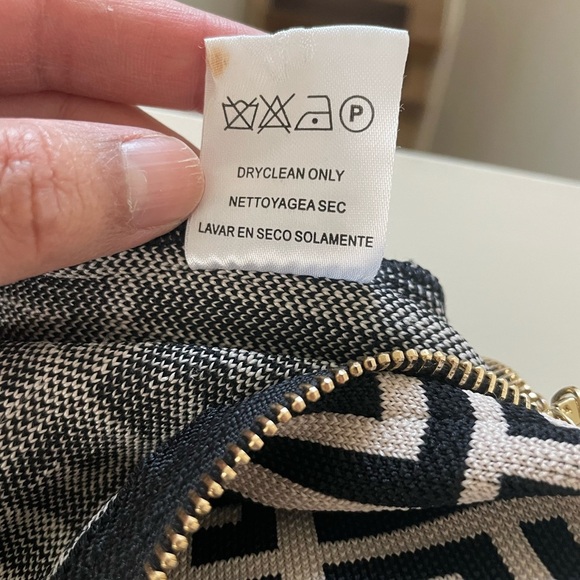 P
DRYCLEAN ONLY
NETTOYAGEA SEC
LAVAR EN SECO SOLAMENTE